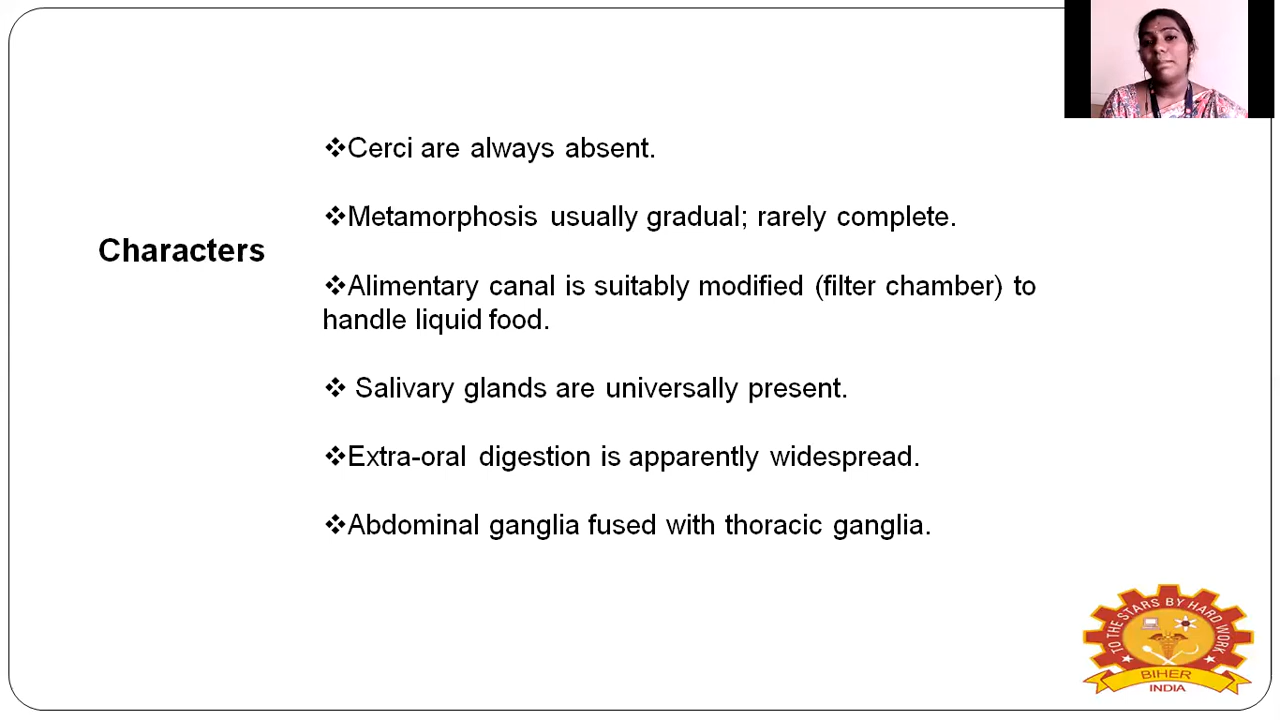 Characters
❖Cerci are always absent.
❖Metamorphosis usually gradual; rarely complete.
❖Alimentary canal is suitably modified (filter chamber) to
handle liquid food.
❖ Salivary glands are universally present.
❖Extra-oral digestion is apparently widespread.
❖Abdominal ganglia fused with thoracic ganglia.
TO THE STARS BY HARD WORK
BIHER
INDIA